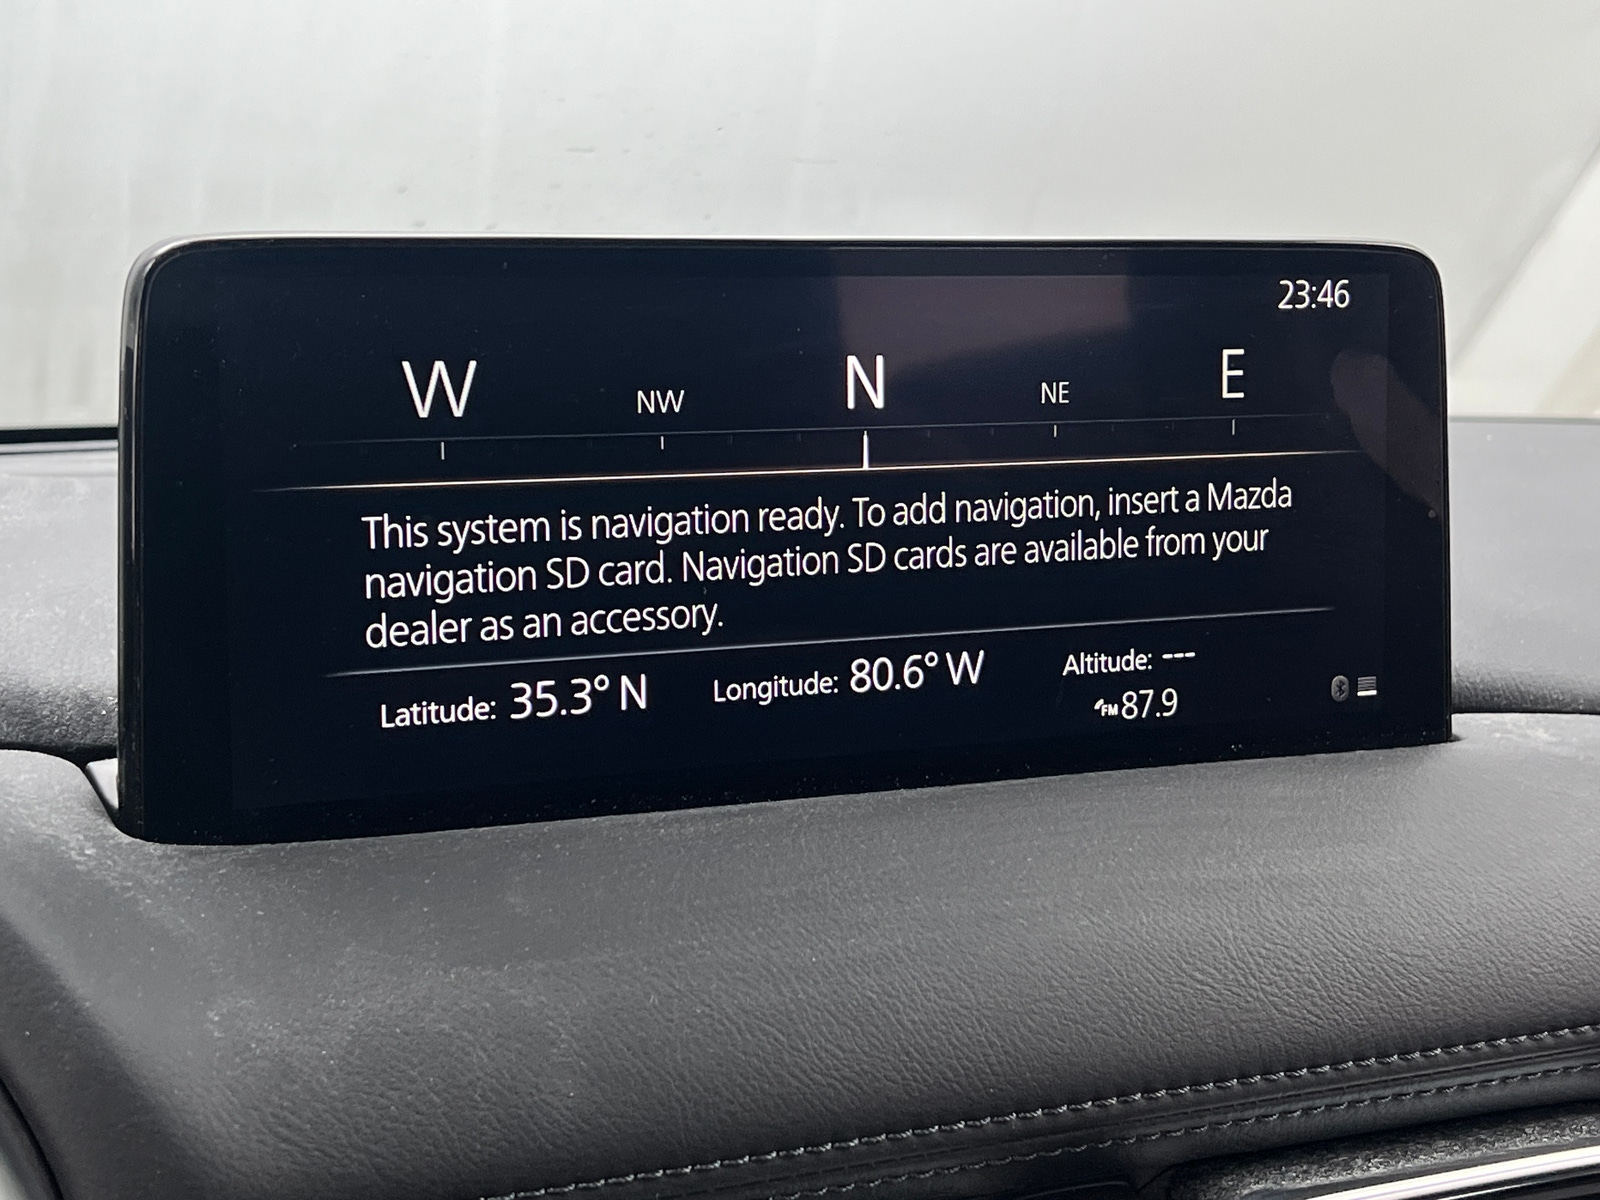 23:46
W NW N NE E
This system is navigation ready. To add navigation, insert a Mazda
navigation SD card. Navigation SD cards are available from your
dealer as an accessory.
Latitude: 35.3° N Longitude: 80.6° W Altitude: ---
FM 87.9